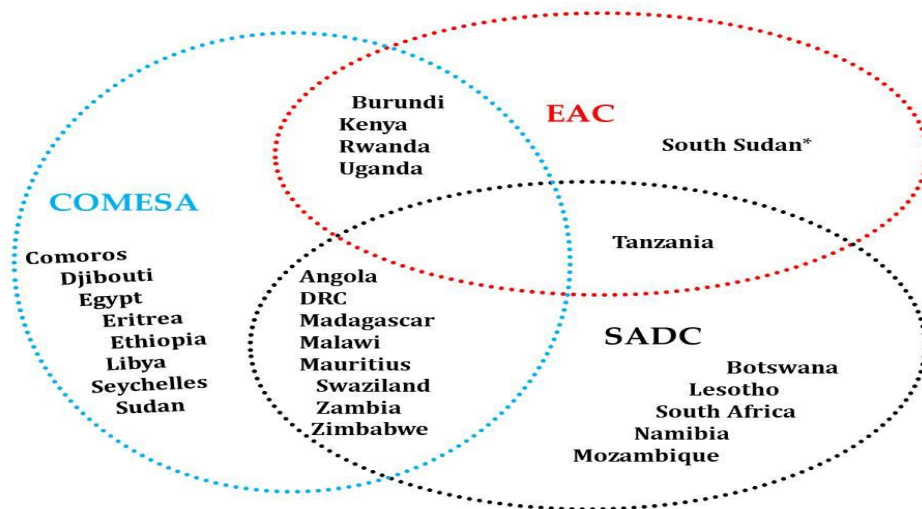 Burundi
Kenya
Rwanda
Uganda
EAC
South Sudan*
COMESA
Comoros
Djibouti
Egypt
Eritrea
Ethiopia
Libya
Seychelles
Sudan
Tanzania
Angola
DRC
Madagascar
Malawi
Mauritius
Swaziland
Zambia
Zimbabwe
SADC
Botswana
Lesotho
South Africa
Namibia
Mozambique